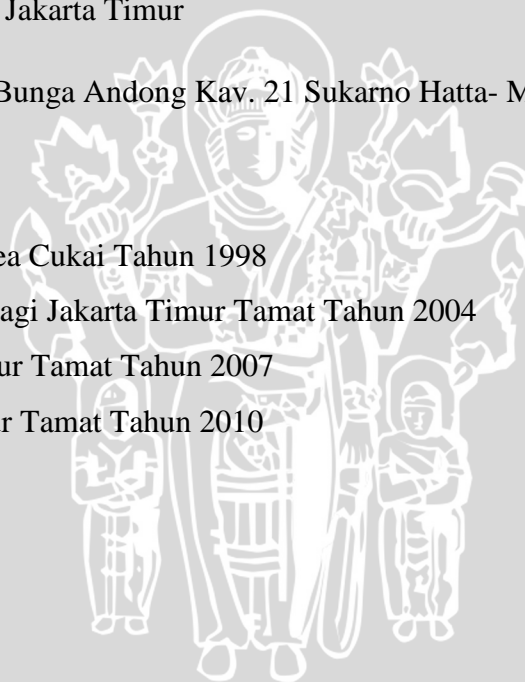 Jakarta Timur
Bunga Andong Kav. 21 Sukarno Hatta- M
ea Cukai Tahun 1998
agi Jakarta Timur Tamat Tahun 2004
ur Tamat Tahun 2007
ar Tamat Tahun 2010